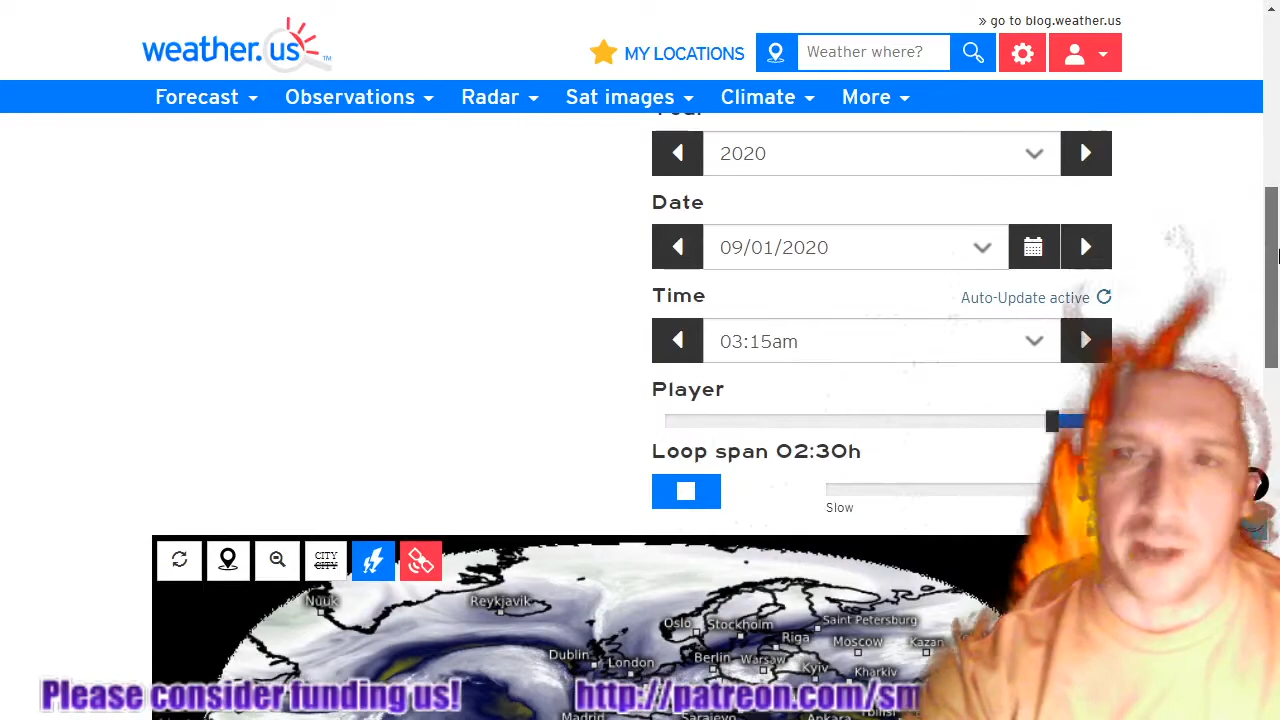 » go to blog.weather.us
weather.us
MY LOCATIONS
Weather where?
Forecast
Observations
Radar
Sat images
Climate
More
2020
Date
09/01/2020
Time
Auto-Update active
03:15am
Player
Loop span 02:30h
Slow
CITY
CITY
Nuuk
Reykjavik
Oslo
Stockholm
Saint Petersburg
Riga
Moscow
Kazan
Dublin
London
Berlin
Warsaw
Kyiv
Kharkiv
Please consider funding us!
http://patreon.com/sm
Madrid
Sarajevo
Ankara